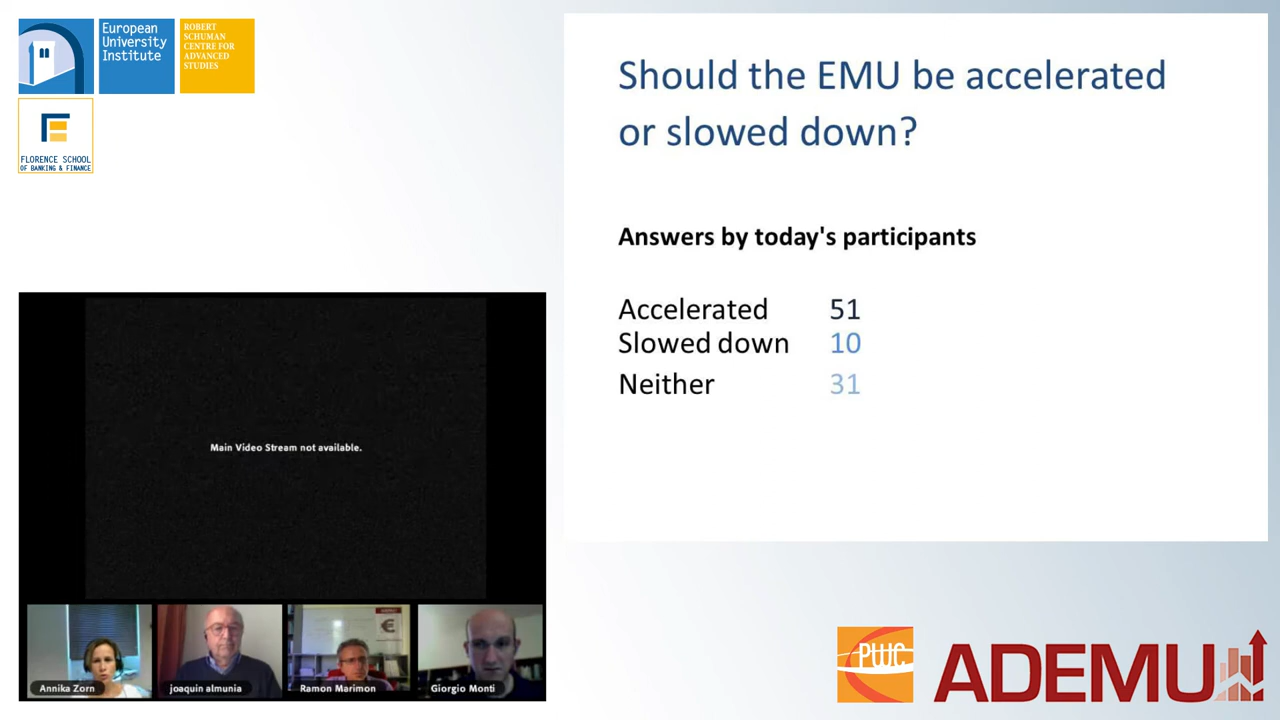 European
University
Institute
ROBERT
SCHUMAN
CENTRE FOR
ADVANCED
STUDIES
FLORENCE SCHOOL
OF BANKING & FINANCE
Should the EMU be accelerated
or slowed down?
Answers by today's participants
Accelerated 51
Slowed down 10
Neither 31
Main Video Stream not available.
Annika Zorn
joaquin almunia
Ramon Marimon
Giorgio Monti
PWC
ADEMU